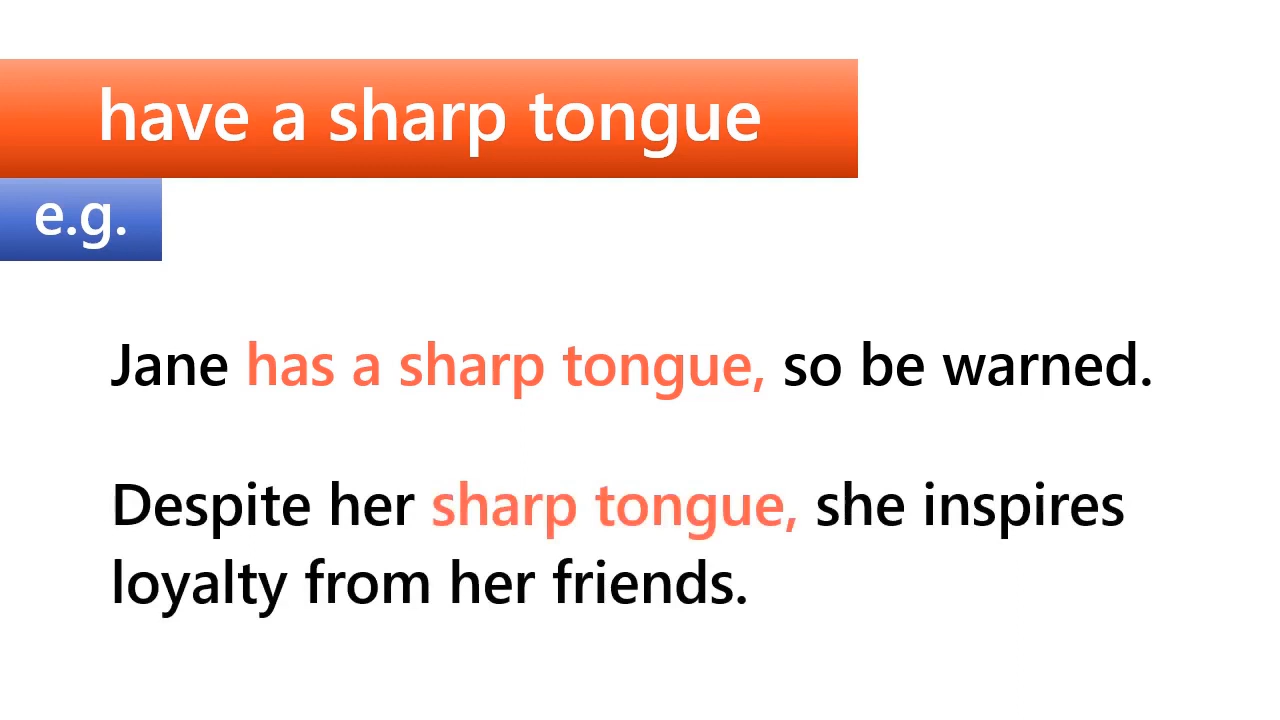 have a sharp tongue
e.g.
Jane has a sharp tongue, so be warned.
Despite her sharp tongue, she inspires
loyalty from her friends.